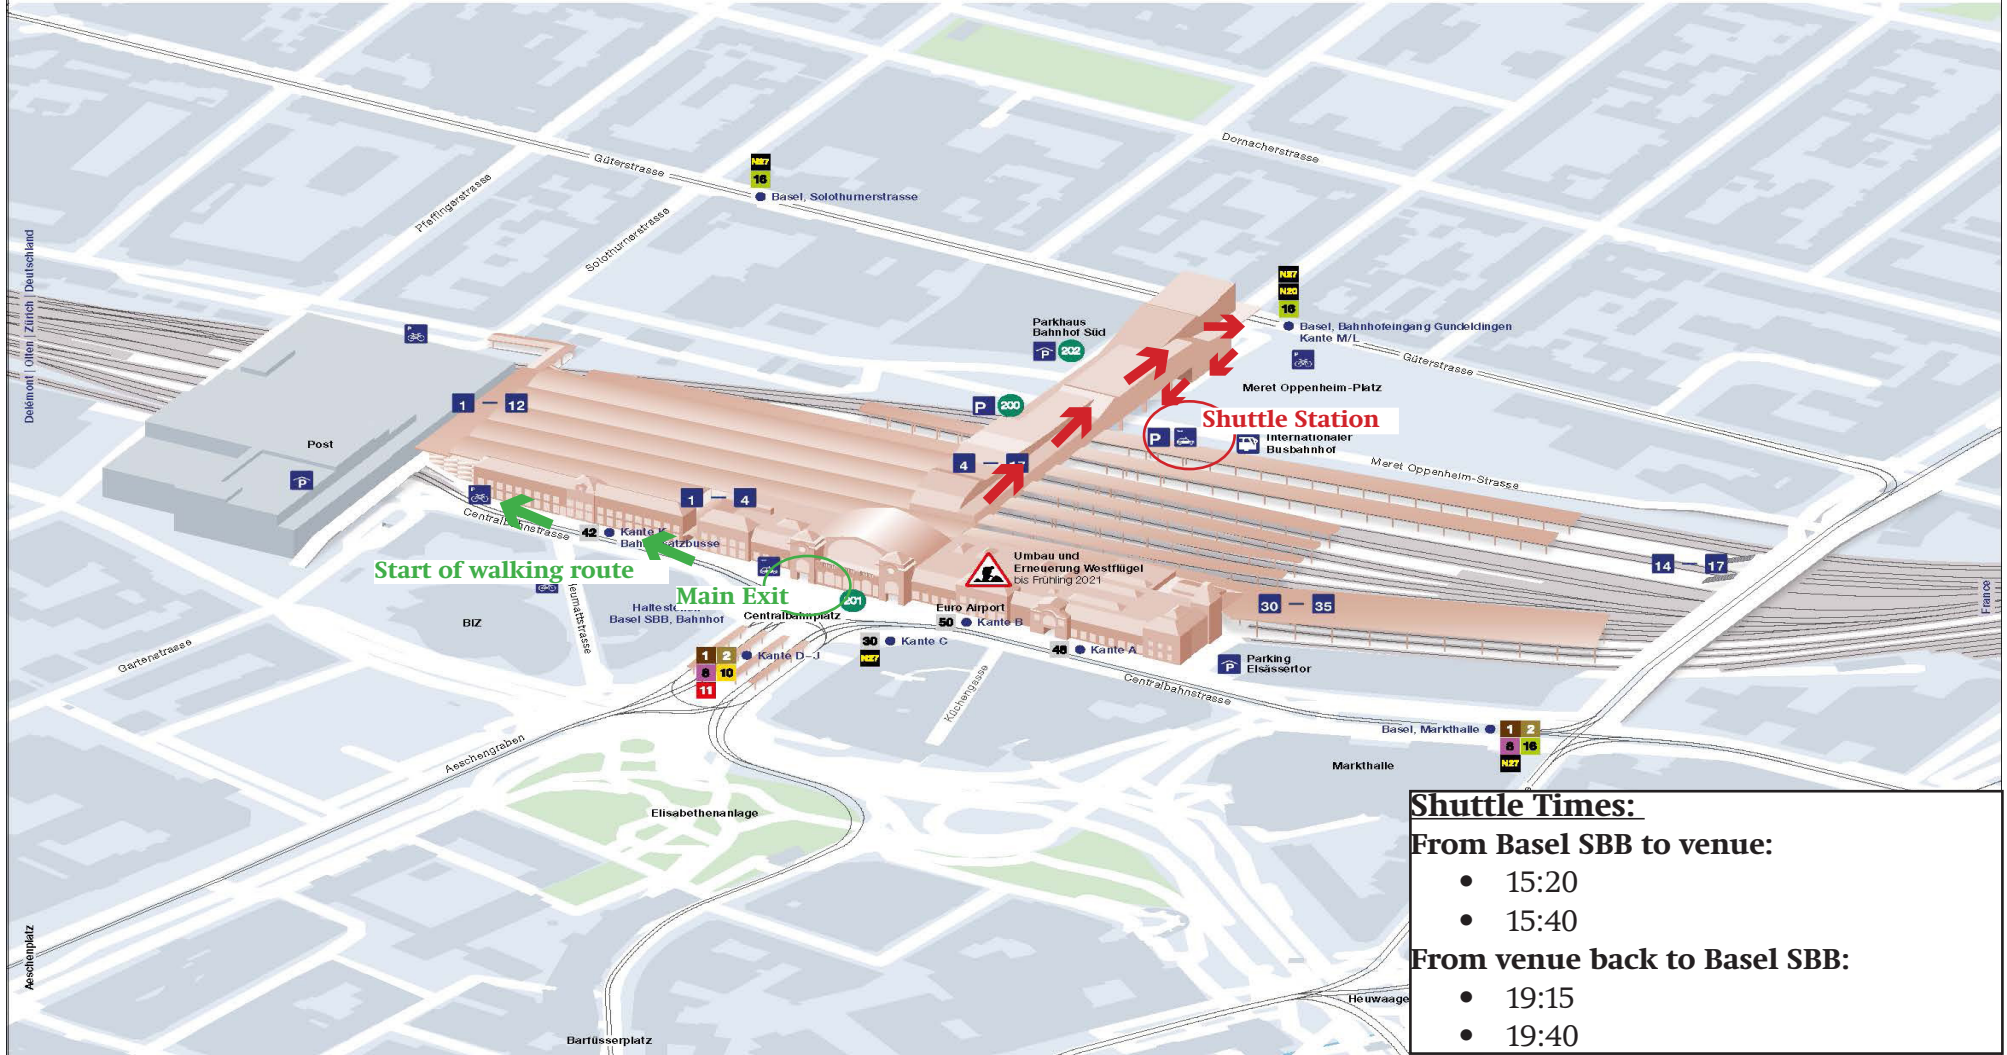 Dornacherstrasse
Güterstrasse
N27
16
Basel, Solothurnerstrasse
Pfeffingerstrasse
Solothurnerstrasse
Delémont | Olten | Zürich | Deutschland
N27
N20
16
Basel, Bahnhofeingang Gundeldingen
Kante M/L
Parkhaus
Bahnhof Süd
P 202
P
Güterstrasse
Meret Oppenheim-Platz
P 200
1 — 12
Shuttle Station
P
Internationaler
Busbahnhof
Post
P
4 —
Meret Oppenheim-Strasse
P
1 — 4
Centralbahnstrasse
42 Kante K
Start of walking route
Main Exit
Umbau und
Erneuerung Westflügel
bis Frühling 2021
14 — 17
France
201
30 — 35
Euro Airport
50 Kante B
Basel SBB, Bahnhof
Centralbahnplatz
BIZ
30 Kante C
N27
Kante A
Gartenstrasse
1 2 Kante D–J
8 10
11
P Parking
Elsässertor
Küchengasse
Centralbahnstrasse
Basel, Markthalle 1 2
8 16
N27
Aeschengraben
Markthalle
Elisabethenanlage
Shuttle Times:
From Basel SBB to venue:
• 15:20
• 15:40
From venue back to Basel SBB:
• 19:15
• 19:40
Aeschenplatz
Heuwaage
Barfüsserplatz